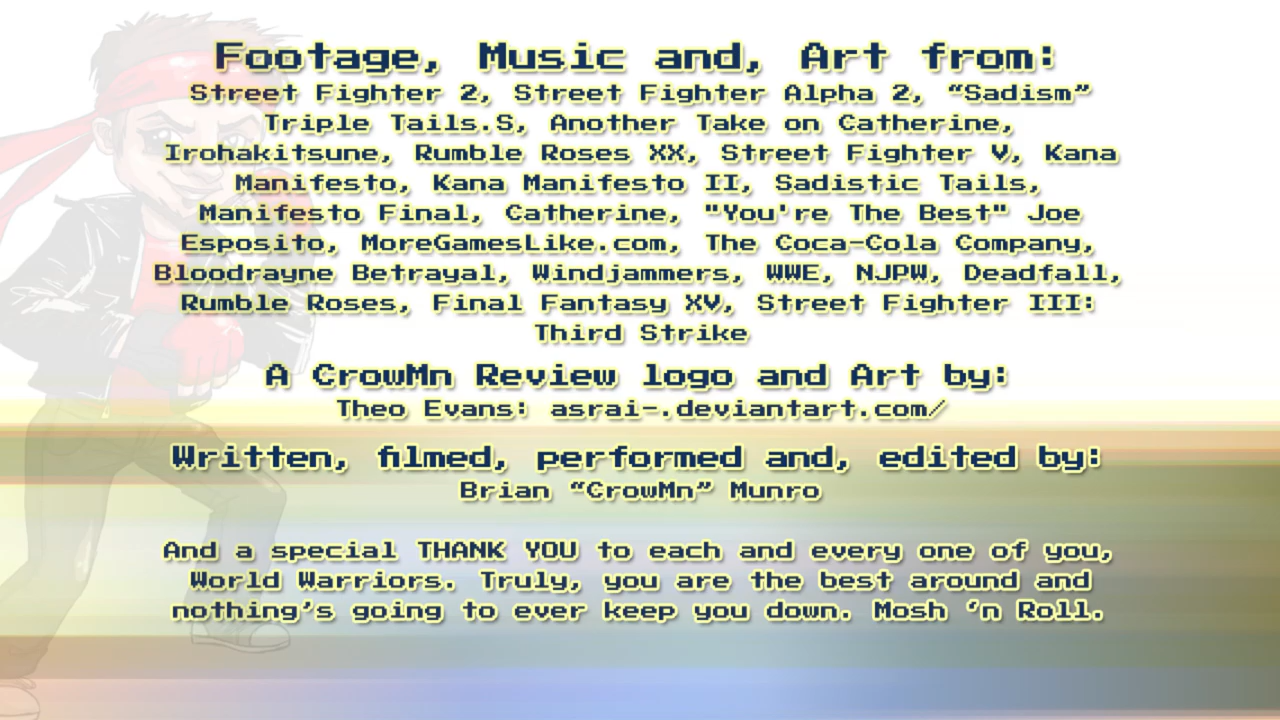 Footage, Music and, Art from:
Street Fighter 2, Street Fighter Alpha 2, “Sadism”
Triple Tails.S, Another Take on Catherine,
Irohakitsune, Rumble Roses XX, Street Fighter V, Kana
Manifesto, Kana Manifesto II, Sadistic Tails,
Manifesto Final, Catherine, "You're The Best" Joe
Esposito, MoreGamesLike.com, The Coca-Cola Company,
Bloodrayne Betrayal, Windjammers, WWE, NJPW, Deadfall,
Rumble Roses, Final Fantasy XV, Street Fighter III:
Third Strike
A CrowMn Review logo and Art by:
Theo Evans: asrai-.deviantart.com/
Written, filmed, performed and, edited by:
Brian “CrowMn” Munro
And a special THANK YOU to each and every one of you,
World Warriors. Truly, you are the best around and
nothing’s going to ever keep you down. Mosh ‘n Roll.